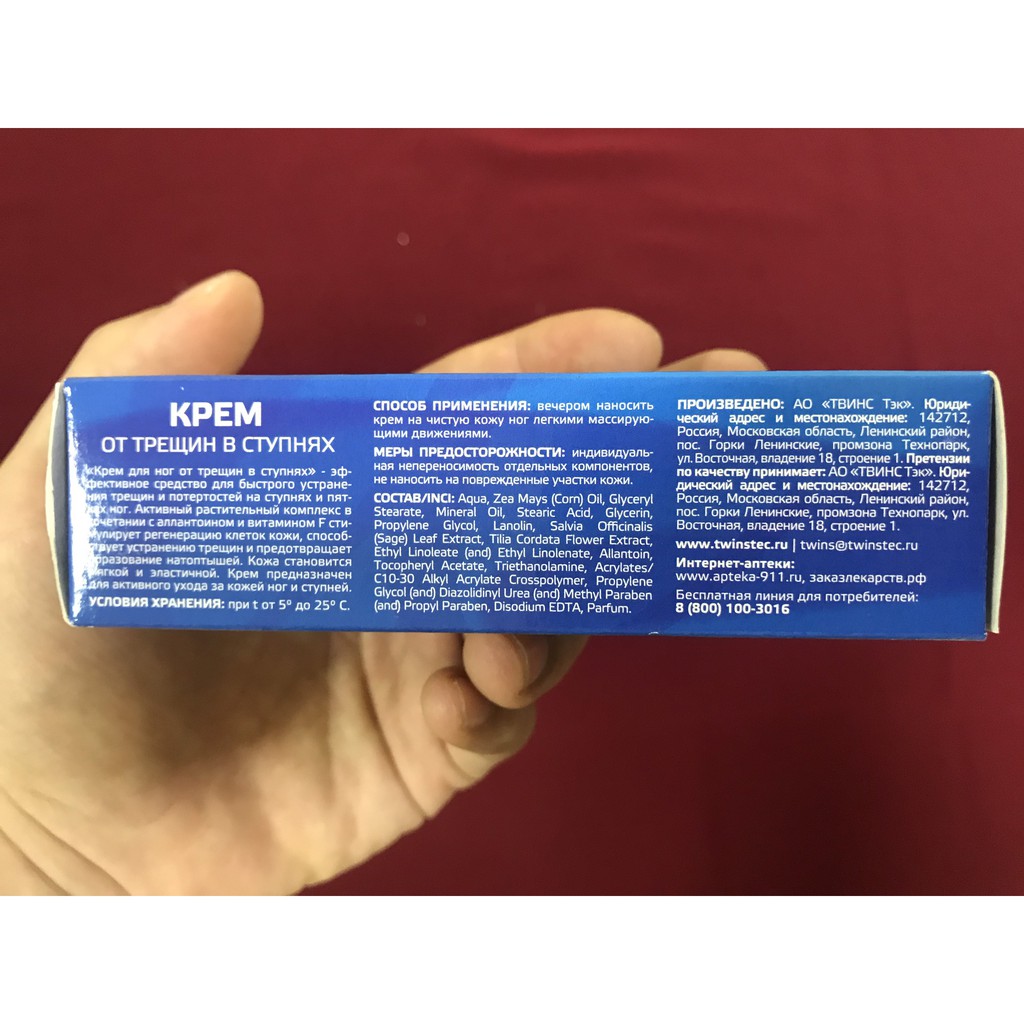 КРЕМ
ОТ ТРЕЩИН В СТУПНЯХ
«Крем для ног от трещин в ступнях» - эф-
фективное средство для быстрого устране-
ния трещин и потертостей на ступнях и пят-
ках ног. Активный растительный комплекс в
сочетании с аллантоином и витамином F сти-
мулирует регенерацию клеток кожи, способ-
ствует устранению трещин и предотвращает
образование натоптышей. Кожа становится
мягкой и эластичной. Крем предназначен
для активного ухода за кожей ног и ступней.
УСЛОВИЯ ХРАНЕНИЯ: при t от 5º до 25º С.
СПОСОБ ПРИМЕНЕНИЯ: вечером наносить
крем на чистую кожу ног легкими массирую-
щими движениями.
МЕРЫ ПРЕДОСТОРОЖНОСТИ: индивидуаль-
ная непереносимость отдельных компонентов,
не наносить на поврежденные участки кожи.
СОСТАВ/INCI: Aqua, Zea Mays (Corn) Oil, Glyceryl
Stearate, Mineral Oil, Stearic Acid, Glycerin,
Propylene Glycol, Lanolin, Salvia Officinalis
(Sage) Leaf Extract, Tilia Cordata Flower Extract,
Ethyl Linoleate (and) Ethyl Linolenate, Allantoin,
Tocopheryl Acetate, Triethanolamine, Acrylates/
C10-30 Alkyl Acrylate Crosspolymer, Propylene
Glycol (and) Diazolidinyl Urea (and) Methyl Paraben
(and) Propyl Paraben, Disodium EDTA, Parfum.
ПРОИЗВЕДЕНО: АО «ТВИНС Тэк». Юриди-
ческий адрес и местонахождение: 142712,
Россия, Московская область, Ленинский район,
пос. Горки Ленинские, промзона Технопарк,
ул. Восточная, владение 18, строение 1. Претензии
по качеству принимает: АО «ТВИНС Тэк». Юри-
дический адрес и местонахождение: 142712,
Россия, Московская область, Ленинский район,
пос. Горки Ленинские, промзона Технопарк, ул.
Восточная, владение 18, строение 1.
www.twinstec.ru | twins@twinstec.ru
Интернет-аптеки:
www.apteka-911.ru, заказлекарств.рф
Бесплатная линия для потребителей:
8 (800) 100-3016